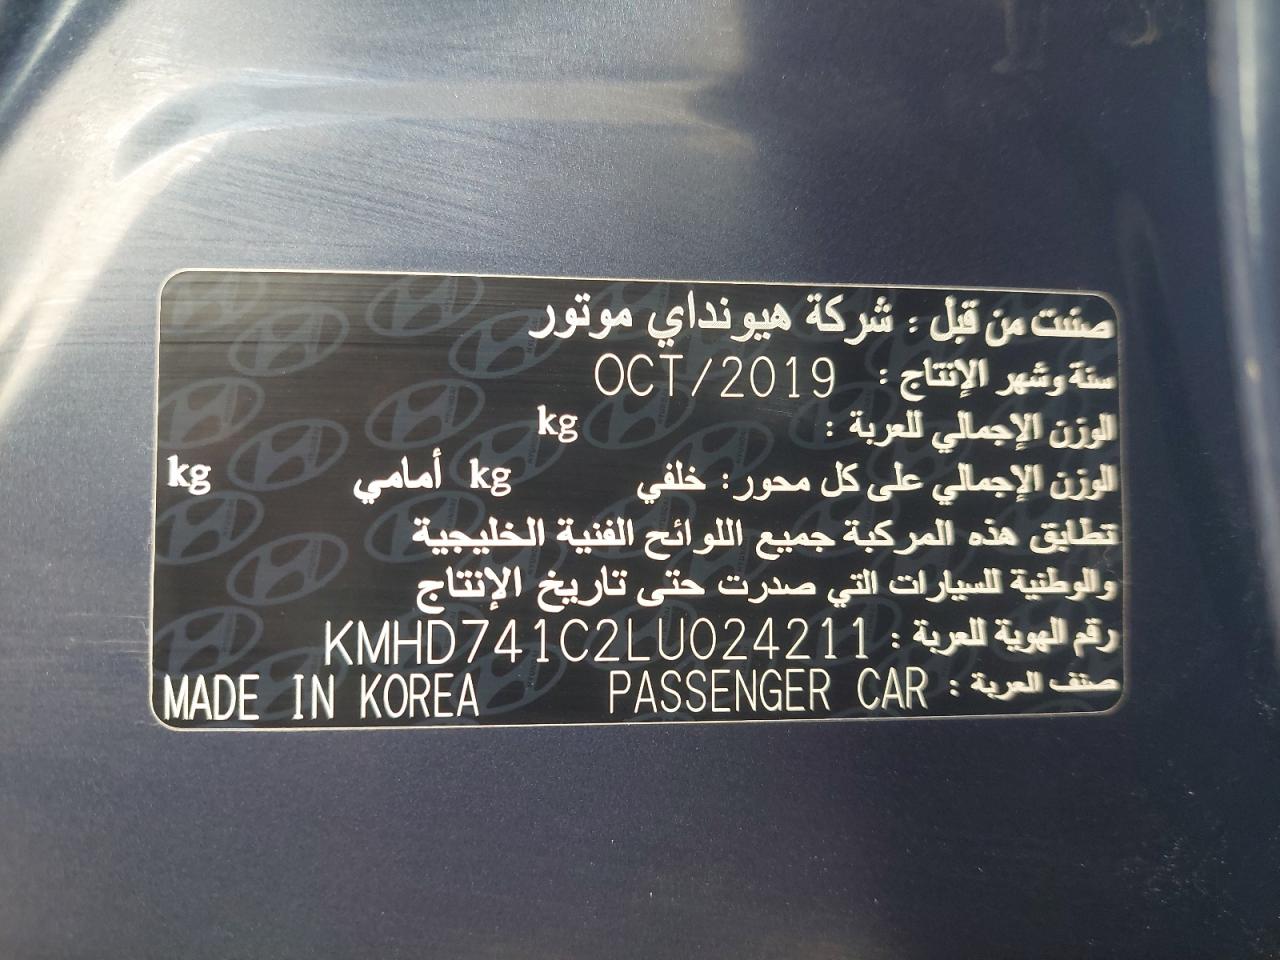 صنعت من قبل : شركة هيونداي موتور
سنة وشهر الإنتاج : OCT/2019
الوزن الإجمالي للعربة : kg
الوزن الإجمالي على كل محور : خلفي kg أمامي kg
تطابق هذه المركبة جميع اللوائح الفنية الخليجية
والوطنية للسيارات التي صدرت حتى تاريخ الإنتاج
رقم الهوية للعربة : KMHD741C2LU024211
صنف العربة : PASSENGER CAR MADE IN KOREA